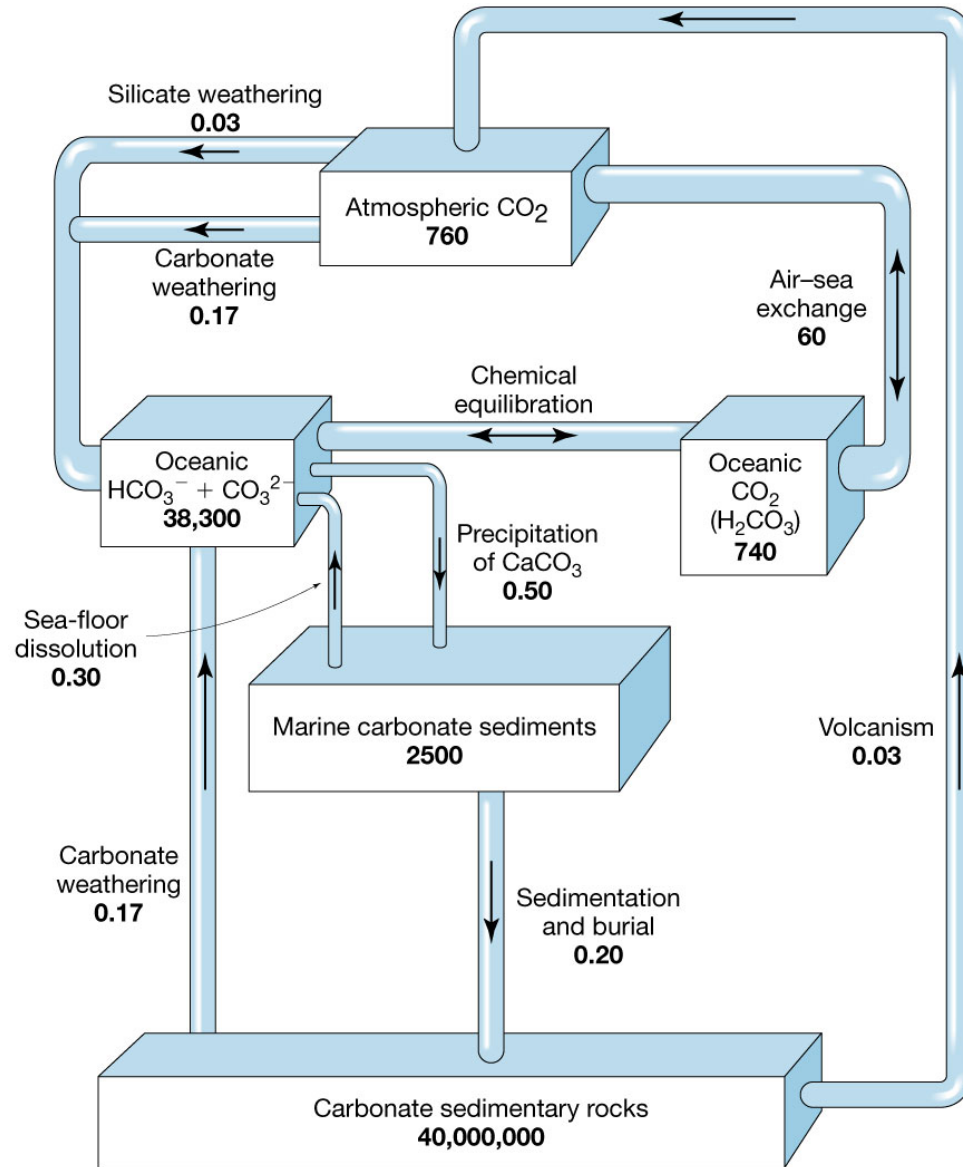 Silicate weathering
0.03
Atmospheric CO₂
760
Carbonate
weathering
0.17
Air–sea
exchange
60
Chemical
equilibration
Oceanic
HCO₃⁻ + CO₃²⁻
38,300
Oceanic
CO₂
(H₂CO₃)
740
Precipitation
of CaCO₃
0.50
Sea-floor
dissolution
0.30
Marine carbonate sediments
2500
Volcanism
0.03
Carbonate
weathering
0.17
Sedimentation
and burial
0.20
Carbonate sedimentary rocks
40,000,000